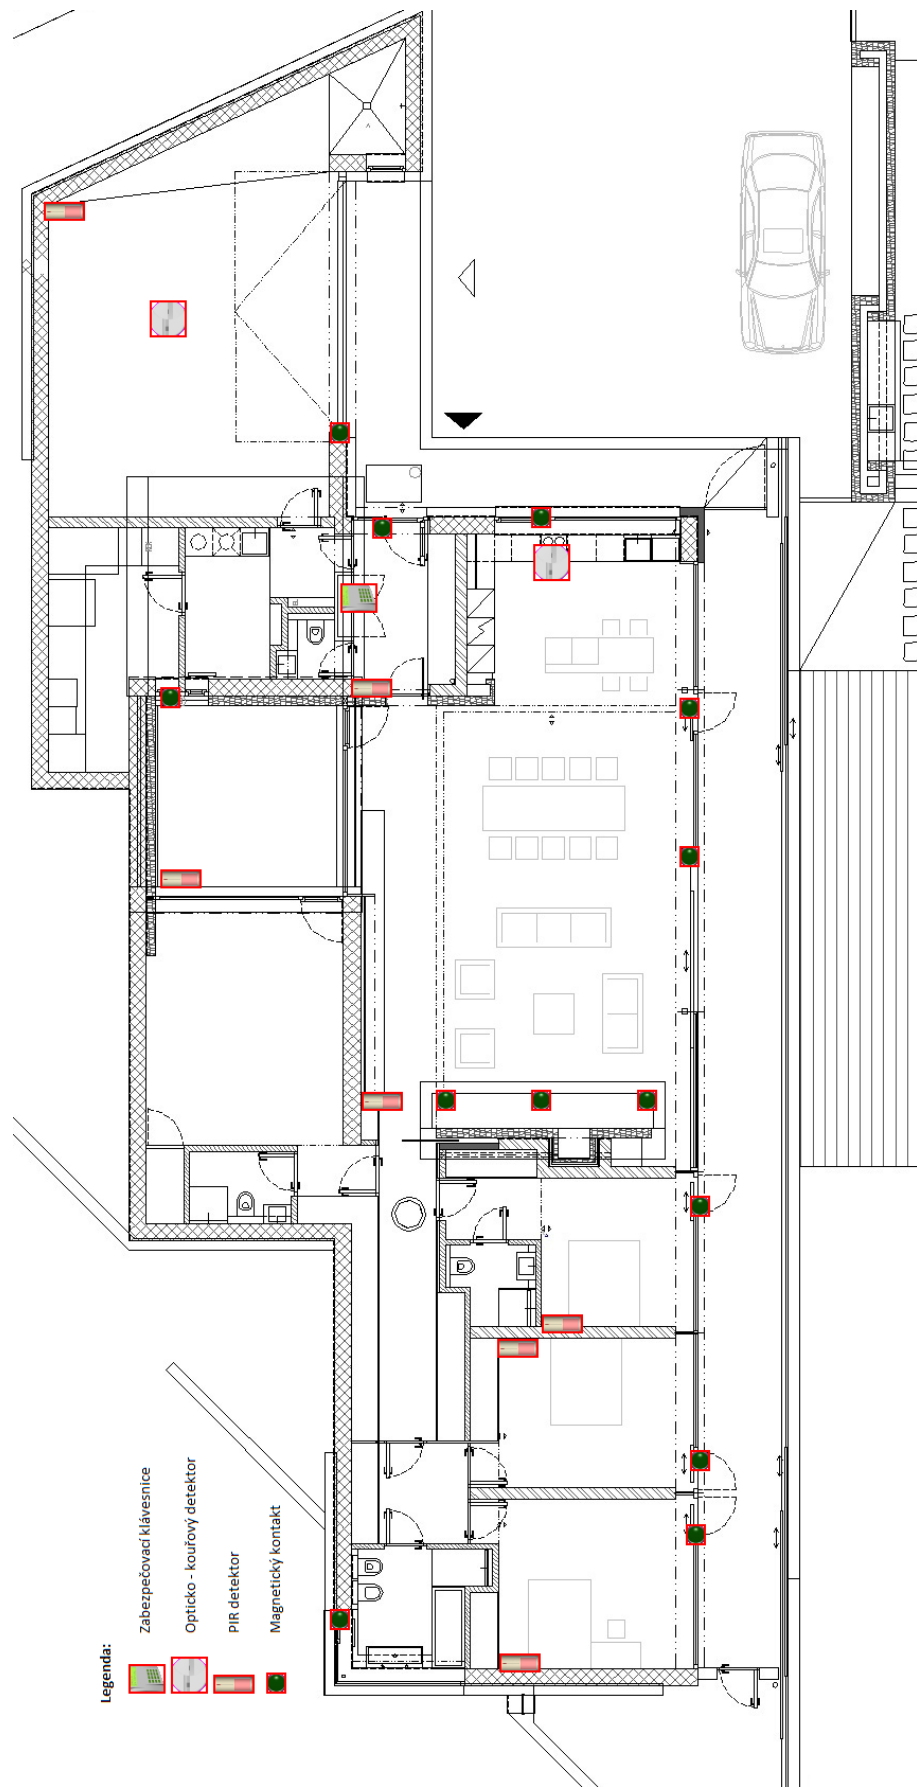 Legenda:
Zabezpečovací klávesnice
Opticko - kouřový detektor
PIR detektor
Magnetický kontakt